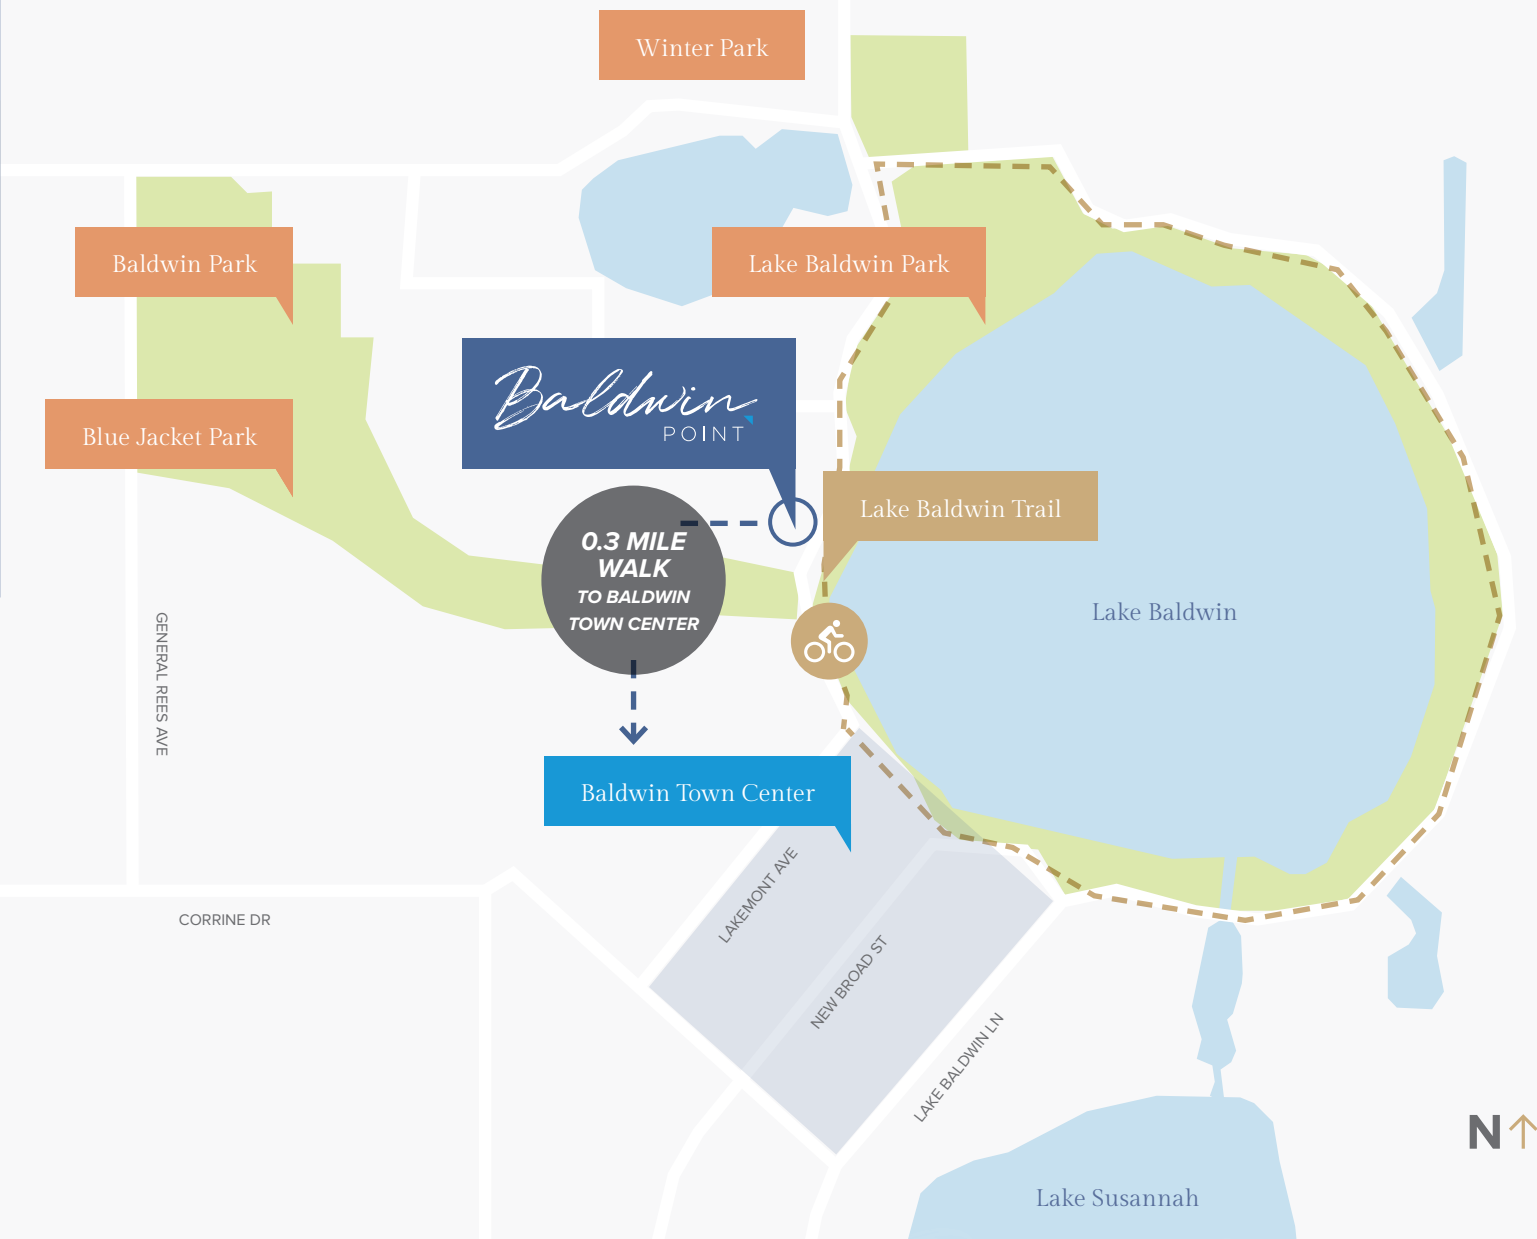 Winter Park
Baldwin Park
Lake Baldwin Park
Baldwin
POINT
Blue Jacket Park
Lake Baldwin Trail
0.3 MILE
WALK
TO BALDWIN
TOWN CENTER
Lake Baldwin
GENERAL REES AVE
Baldwin Town Center
LAKEMONT AVE
CORRINE DR
NEW BROAD ST
LAKE BALDWIN LN
N
Lake Susannah